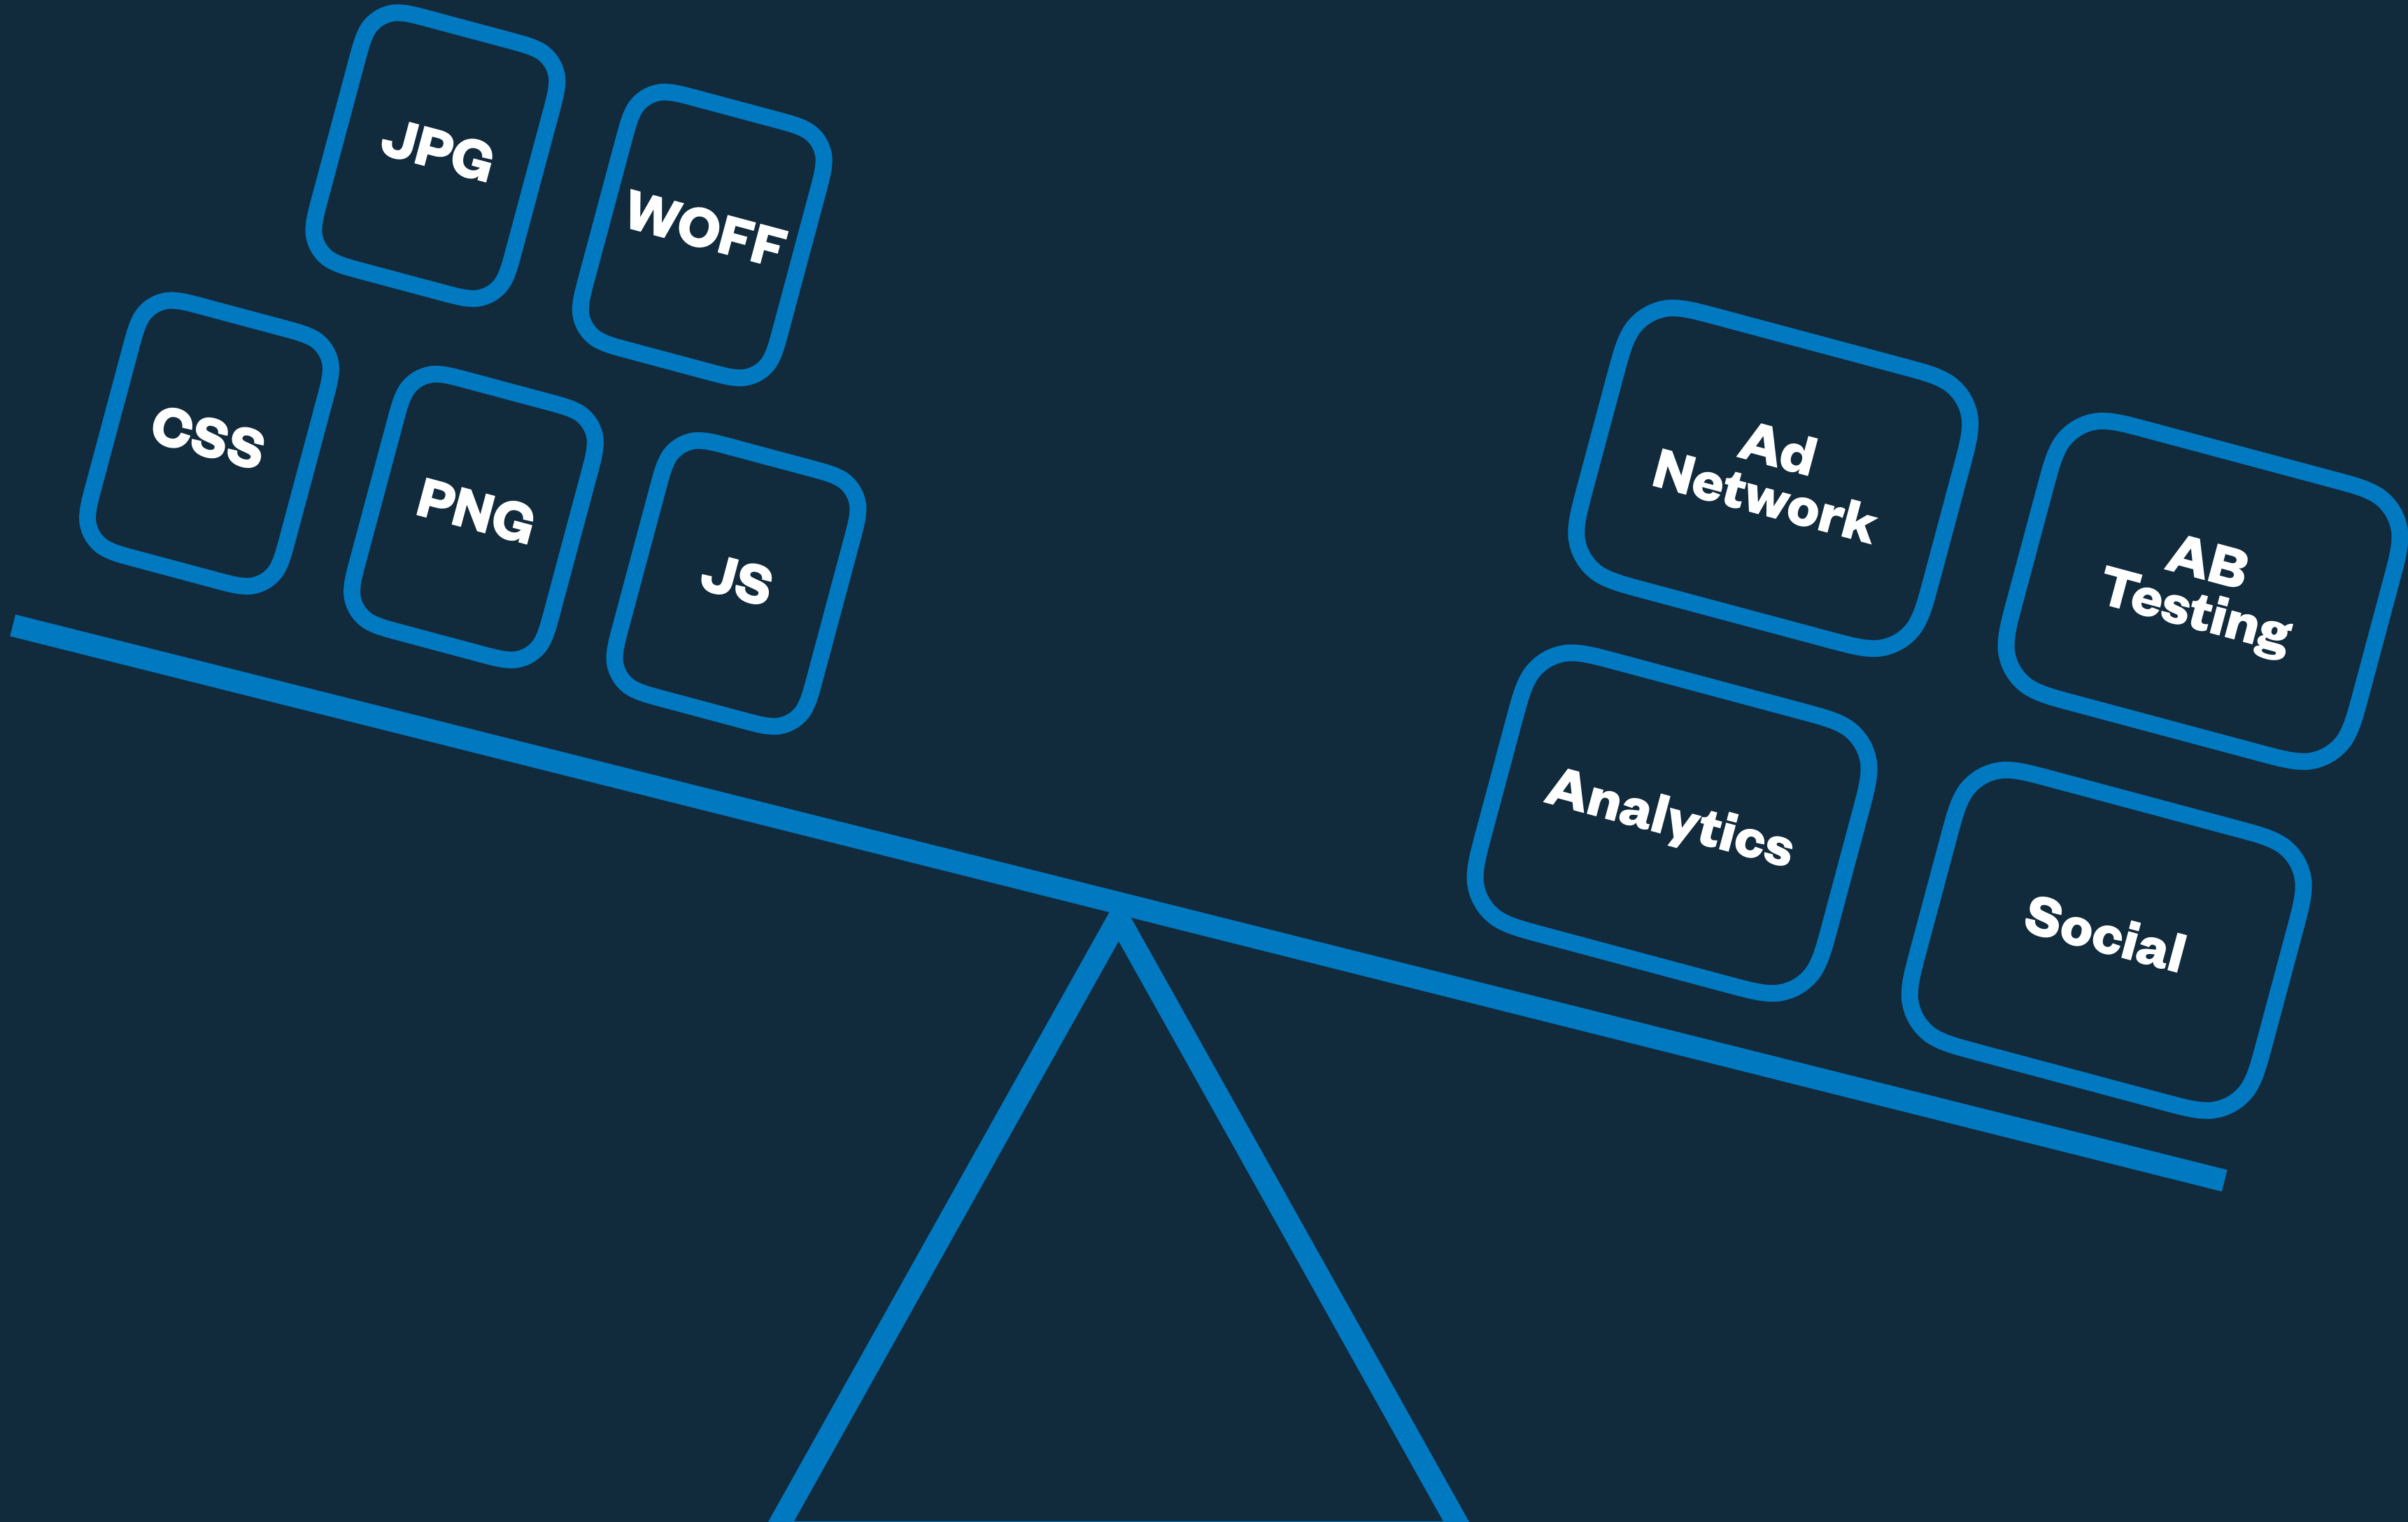 JPG
WOFF
CSS
PNG
JS
Ad
Network
AB
Testing
Analytics
Social